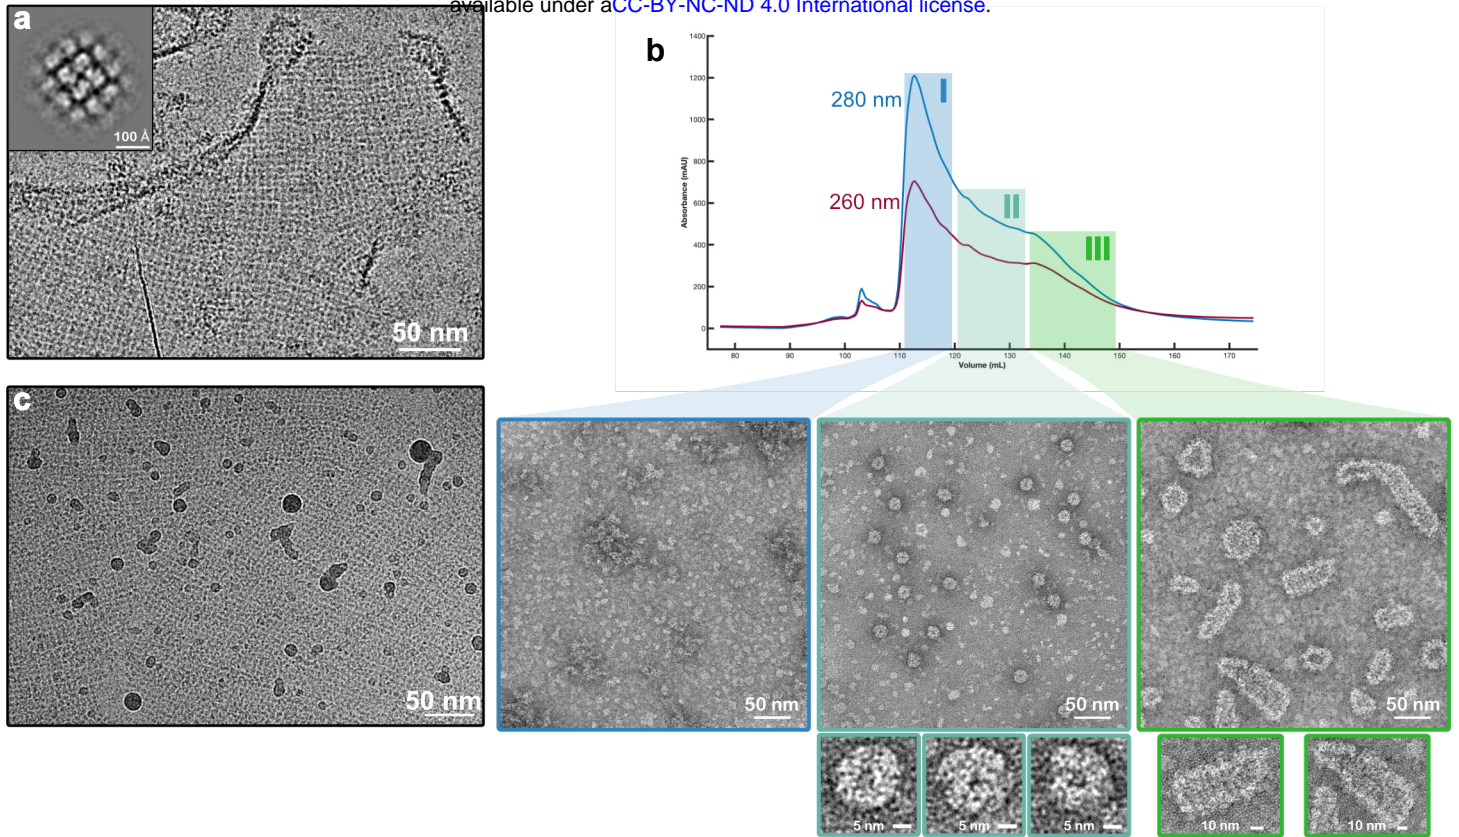 available under aCC-BY-NC-ND 4.0 International license.
a
100 Å
50 nm
b
1400
1200
1000
800
600
400
200
0
Absorbance (mAU)
280 nm
260 nm
I
II
III
80 90 100 110 120 130 140 150 160 170
Volume (mL)
c
50 nm
50 nm
50 nm
50 nm
5 nm
5 nm
5 nm
10 nm
10 nm